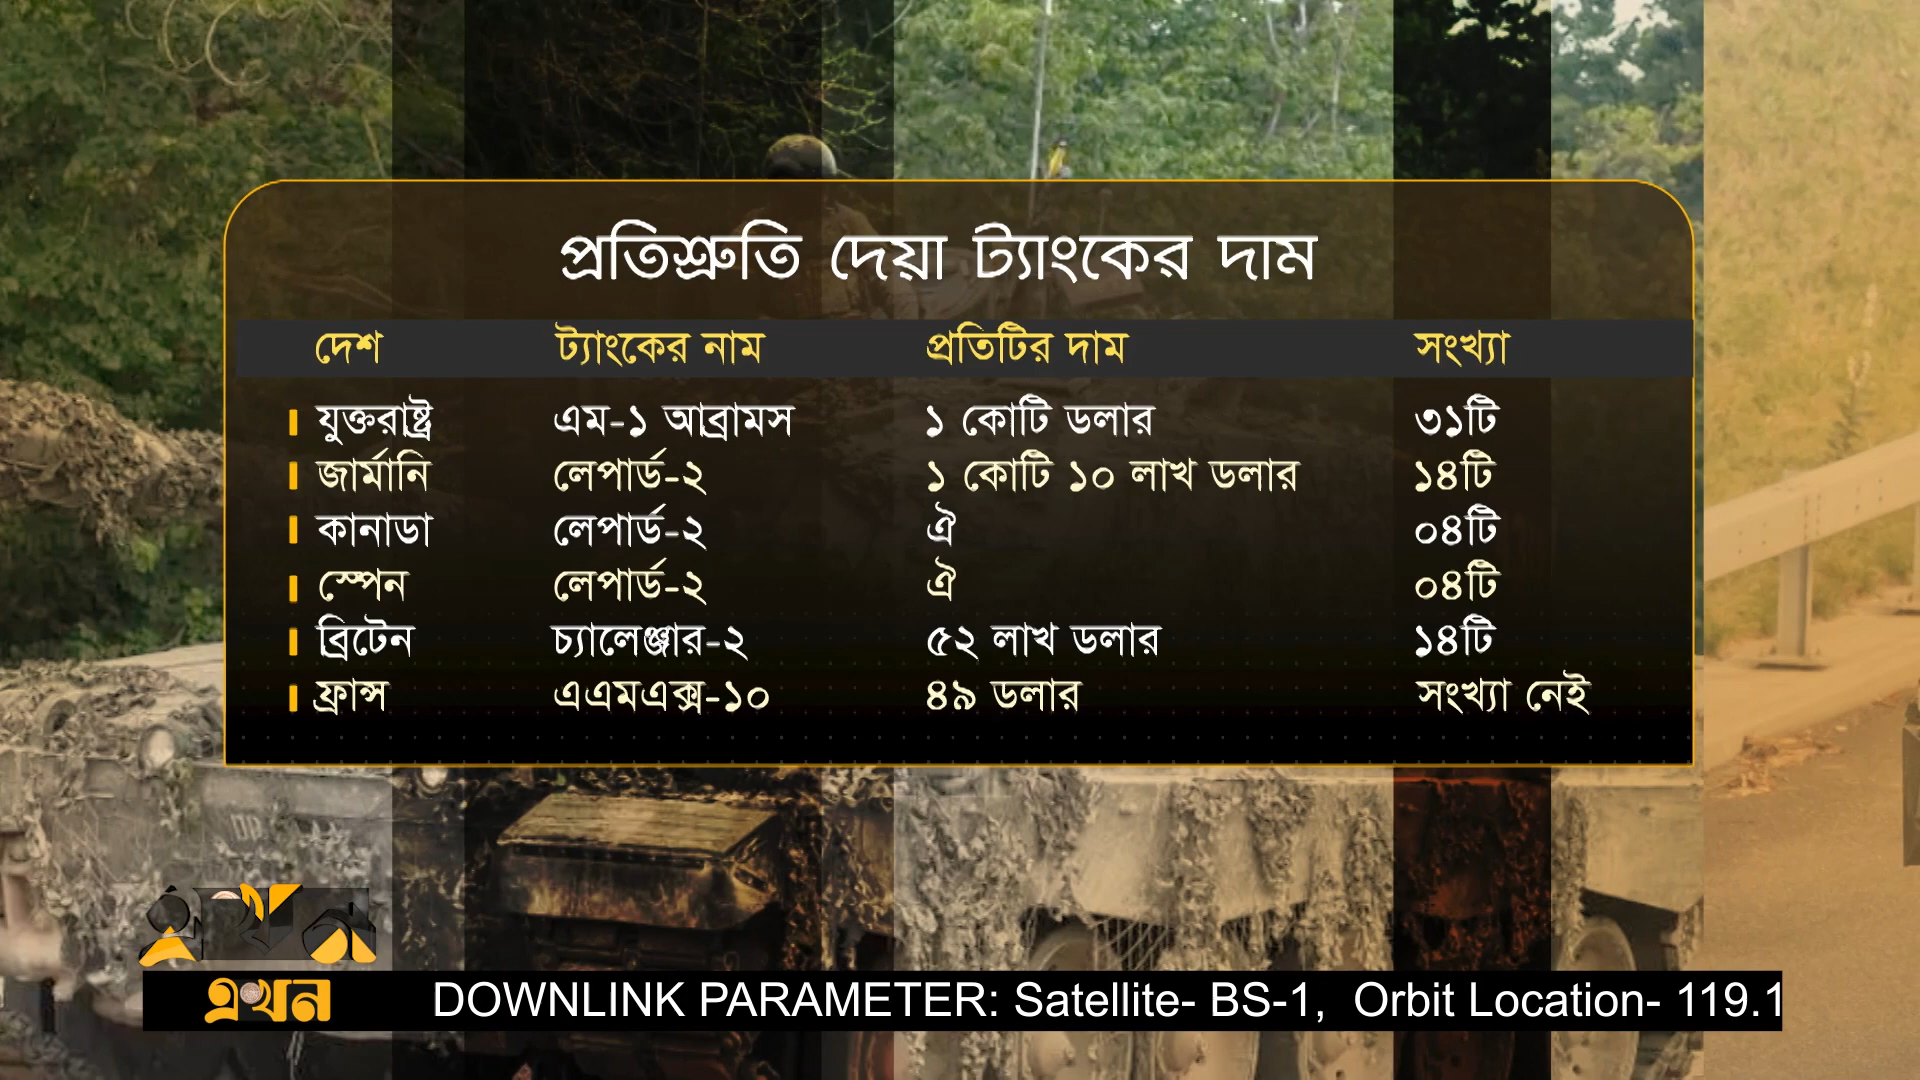 প্রতিশ্রুতি দেয়া ট্যাংকের দাম
দেশ ট্যাংকের নাম প্রতিটির দাম সংখ্যা
যুক্তরাষ্ট্র এম-১ আব্রামস ১ কোটি ডলার ৩১টি
জার্মানি লেপার্ড-২ ১ কোটি ১০ লাখ ডলার ১৪টি
কানাডা লেপার্ড-২ ঐ ০৪টি
স্পেন লেপার্ড-২ ঐ ০৪টি
ব্রিটেন চ্যালেঞ্জার-২ ৫২ লাখ ডলার ১৪টি
ফ্রান্স এএমএক্স-১০ ৪৯ ডলার সংখ্যা নেই
এখন
এখন DOWNLINK PARAMETER: Satellite- BS-1, Orbit Location- 119.1